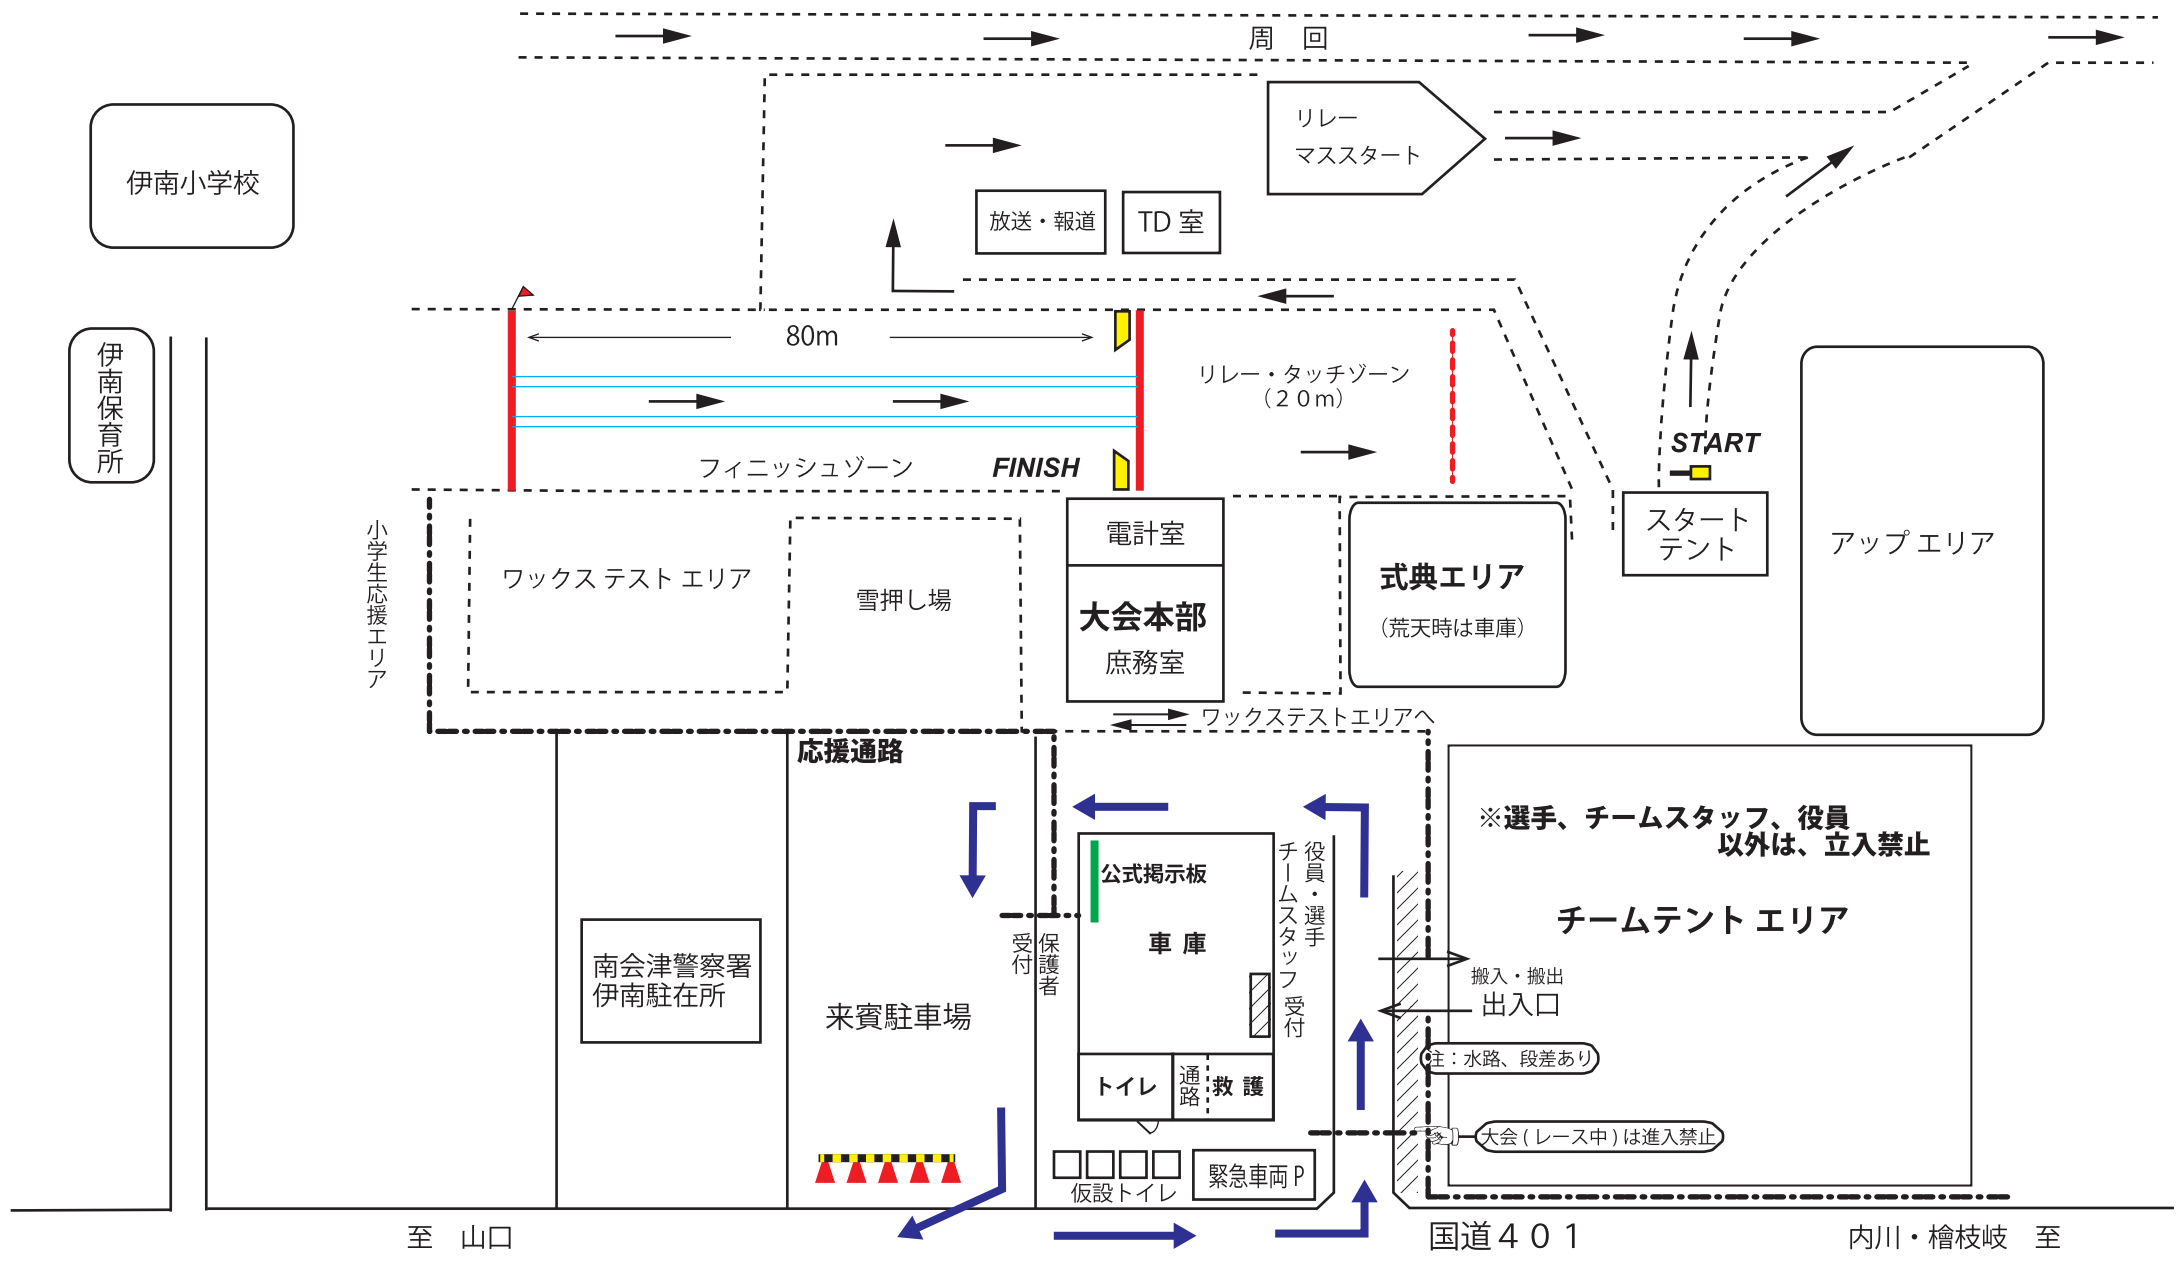 周　回
リレー
マススタート
伊南小学校
放送・報道
TD 室
80m
伊南保育所
リレー・タッチゾーン
（２０m）
START
フィニッシュゾーン
FINISH
電計室
スタート
テント
アップ エリア
小学生応援エリア
ワックス テスト エリア
雪押し場
大会本部
庶務室
式典エリア
（荒天時は車庫）
ワックステストエリアへ
応援通路
※選手、チームスタッフ、役員
以外は、立入禁止
公式掲示板
役員・選手
チームスタッフ 受付
チームテント エリア
車 庫
保護者
受付
南会津警察署
伊南駐在所
来賓駐車場
搬入・搬出
出入口
注：水路、段差あり
トイレ
通路
救 護
大会 ( レース中 ) は進入禁止
仮設トイレ
緊急車両 P
至　山口
国道４０１
内川・檜枝岐　至